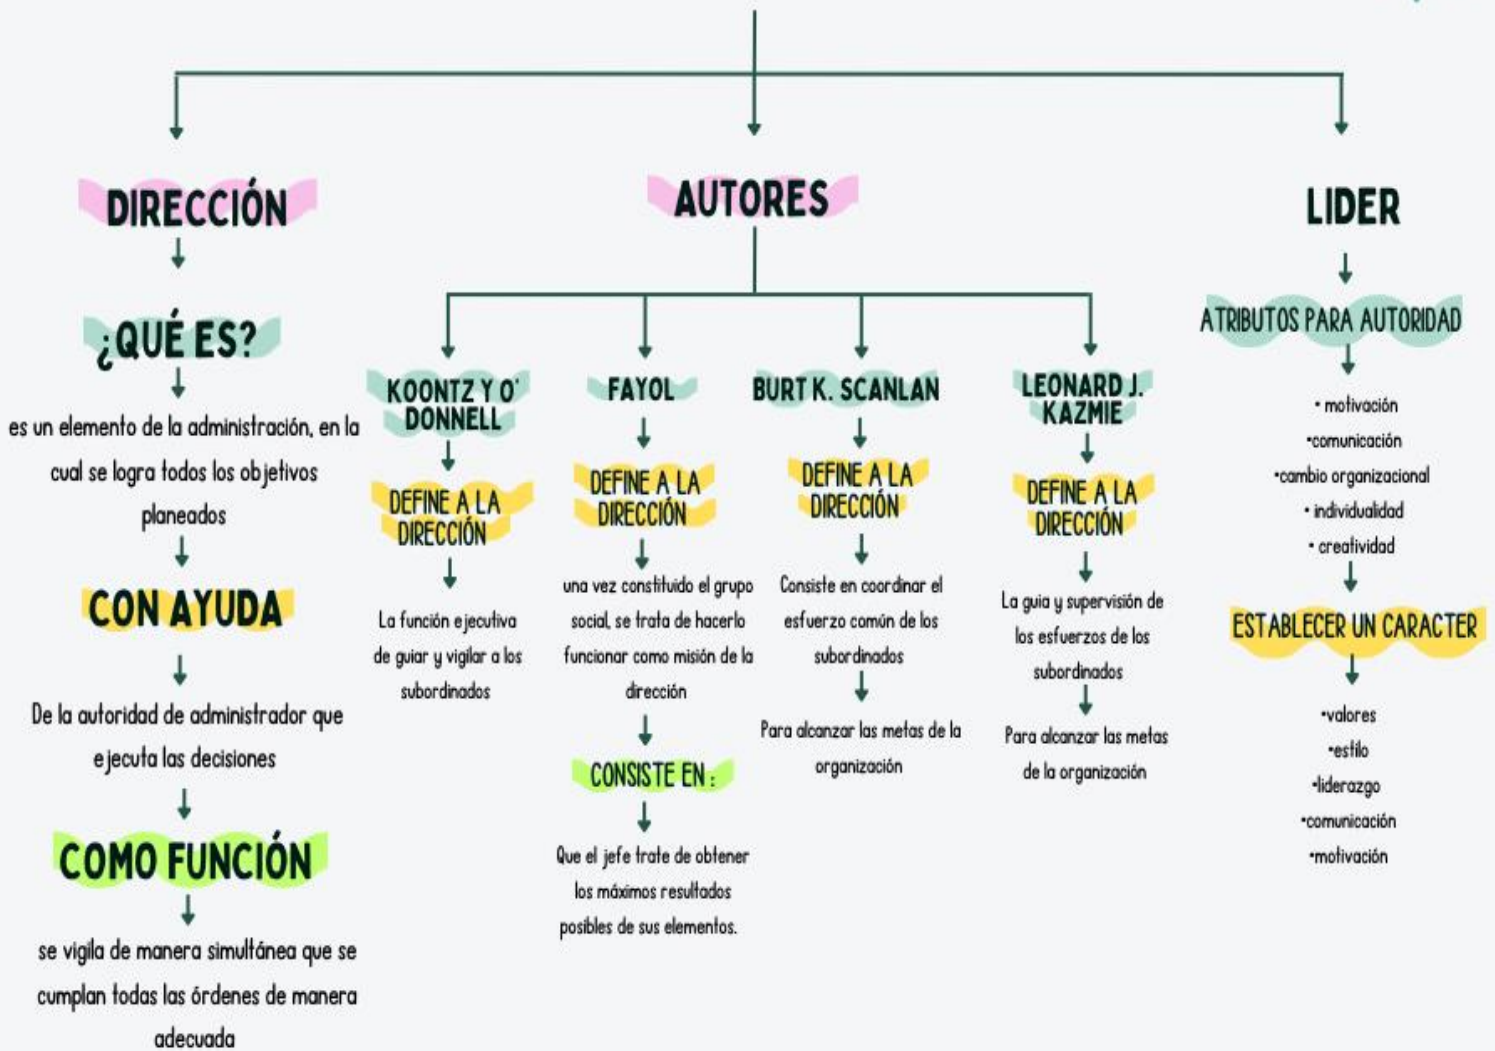 DIRECCIÓN
¿QUÉ ES?
es un elemento de la administración, en la
cual se logra todos los objetivos
planeados
CON AYUDA
De la autoridad de administrador que
ejecuta las decisiones
COMO FUNCIÓN
se vigila de manera simultánea que se
cumplan todas las órdenes de manera
adecuada
AUTORES
KOONTZ Y O'
DONNELL
DEFINE A LA
DIRECCIÓN
La función ejecutiva
de guiar y vigilar a los
subordinados
FAYOL
DEFINE A LA
DIRECCIÓN
una vez constituido el grupo
social, se trata de hacerlo
funcionar como misión de la
dirección
CONSISTE EN :
Que el jefe trate de obtener
los máximos resultados
posibles de sus elementos.
BURT K. SCANLAN
DEFINE A LA
DIRECCIÓN
Consiste en coordinar el
esfuerzo común de los
subordinados
Para alcanzar las metas de la
organización
LEONARD J.
KAZMIE
DEFINE A LA
DIRECCIÓN
La guia y supervisión de
los esfuerzos de los
subordinados
Para alcanzar las metas
de la organización
LIDER
ATRIBUTOS PARA AUTORIDAD
• motivación
•comunicación
•cambio organizacional
• individualidad
• creatividad
ESTABLECER UN CARACTER
•valores
•estilo
•liderazgo
•comunicación
•motivación